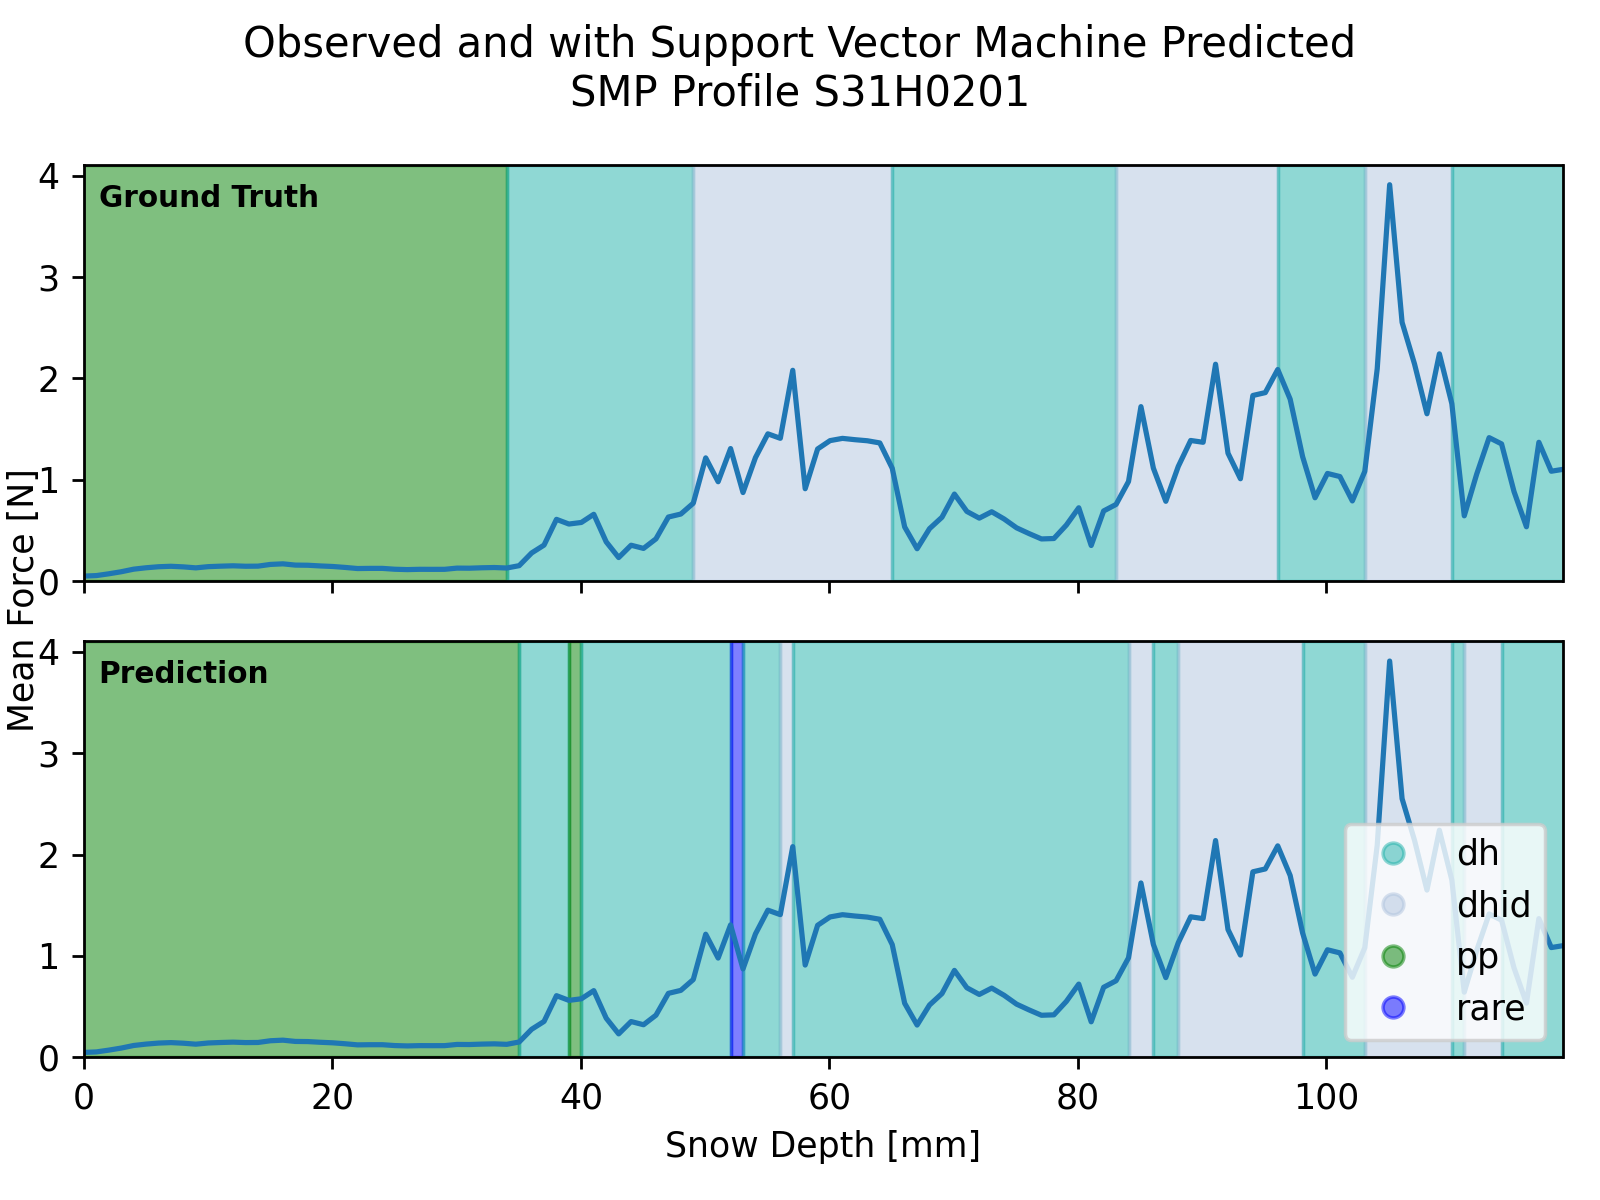 Observed and with Support Vector Machine Predicted
SMP Profile S31H0201
Mean Force [N]
4
3
2
1
0
Ground Truth
4
3
2
1
0
Prediction
dh
dhid
pp
rare
0 20 40 60 80 100
Snow Depth [mm]